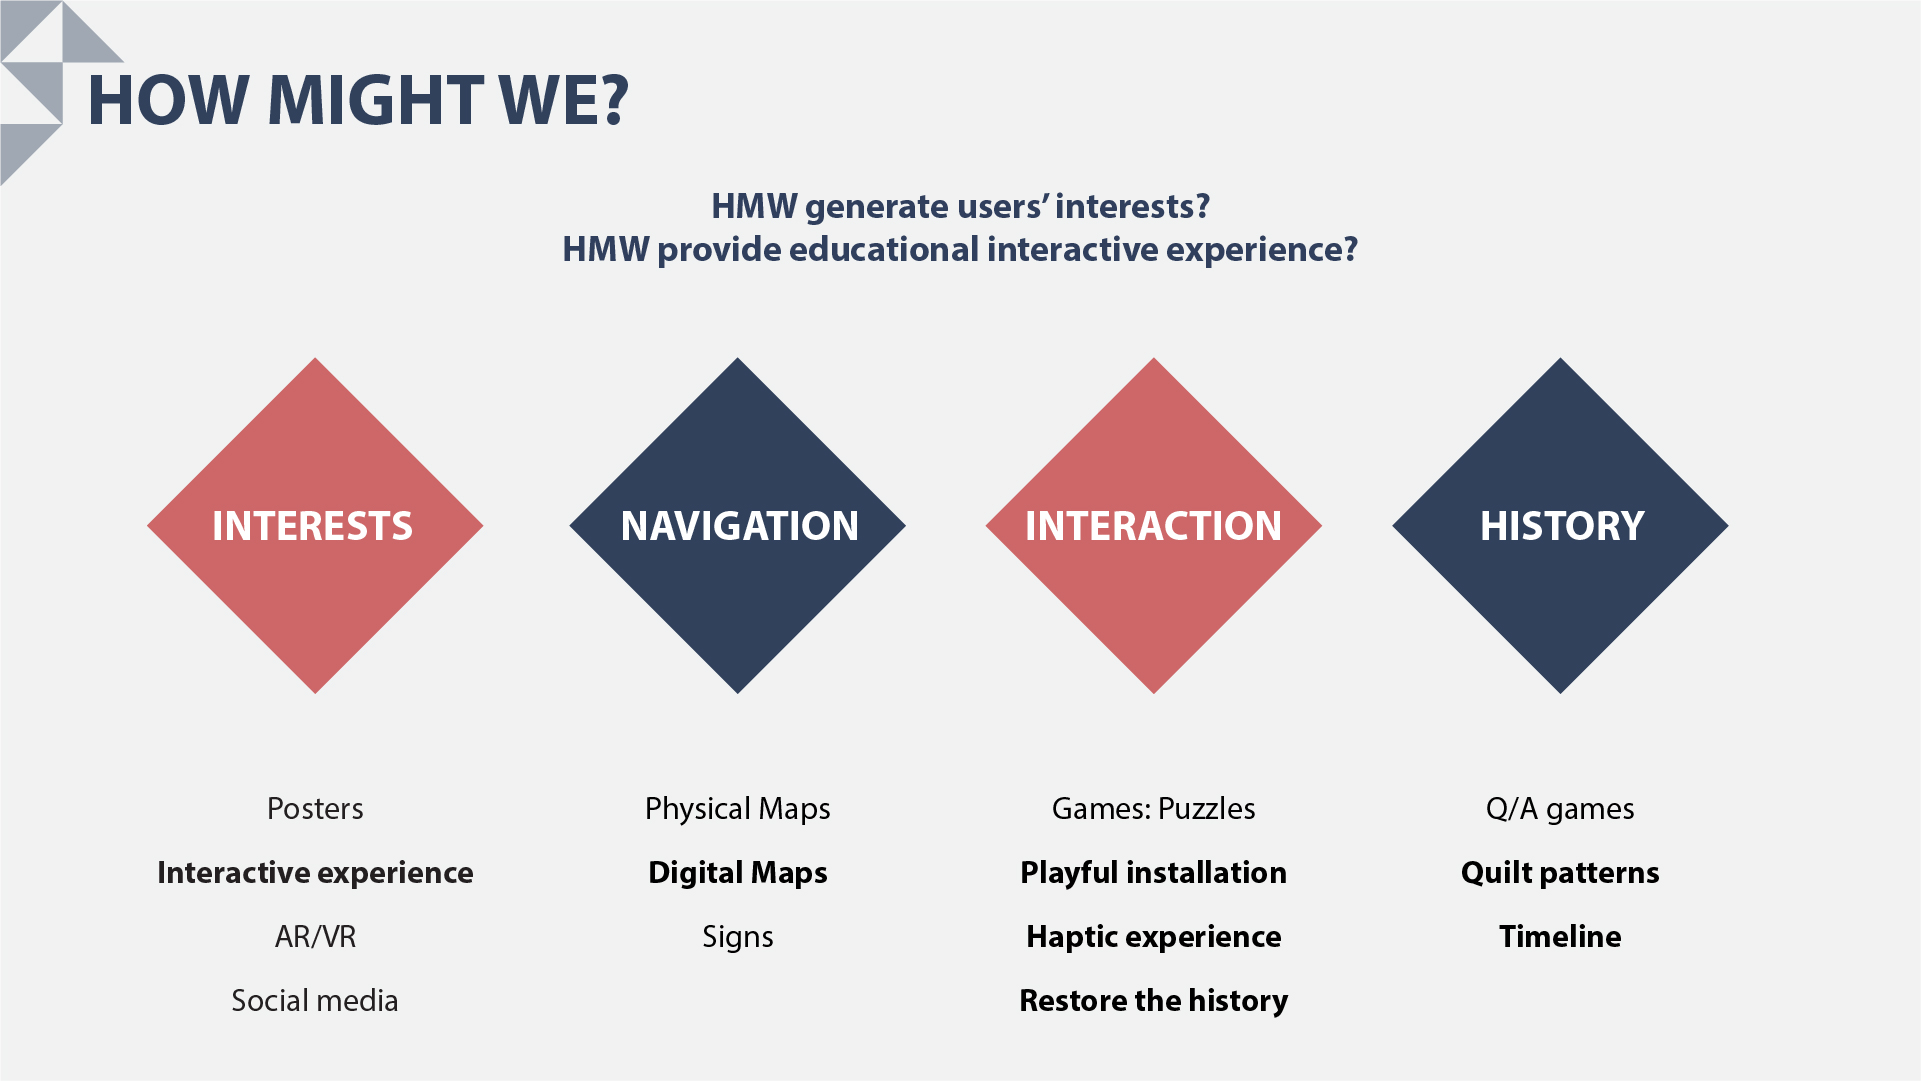 HOW MIGHT WE?
HMW generate users’ interests?
HMW provide educational interactive experience?
INTERESTS
NAVIGATION
INTERACTION
HISTORY
Posters
Interactive experience
AR/VR
Social media
Physical Maps
Digital Maps
Signs
Games: Puzzles
Playful installation
Haptic experience
Restore the history
Q/A games
Quilt patterns
Timeline